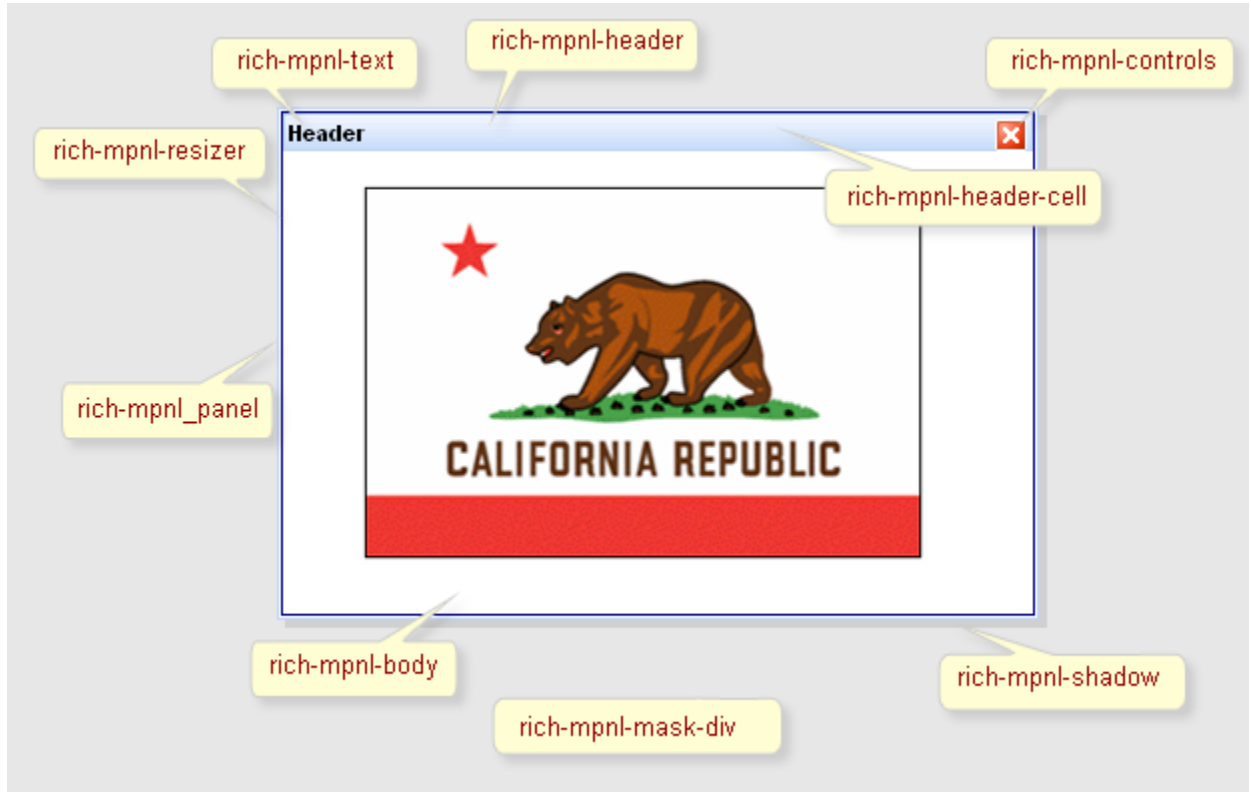 rich-mpnl-header
rich-mpnl-text
rich-mpnl-controls
Header
rich-mpnl-resizer
rich-mpnl-header-cell
rich-mpnl_panel
CALIFORNIA REPUBLIC
rich-mpnl-body
rich-mpnl-shadow
rich-mpnl-mask-div